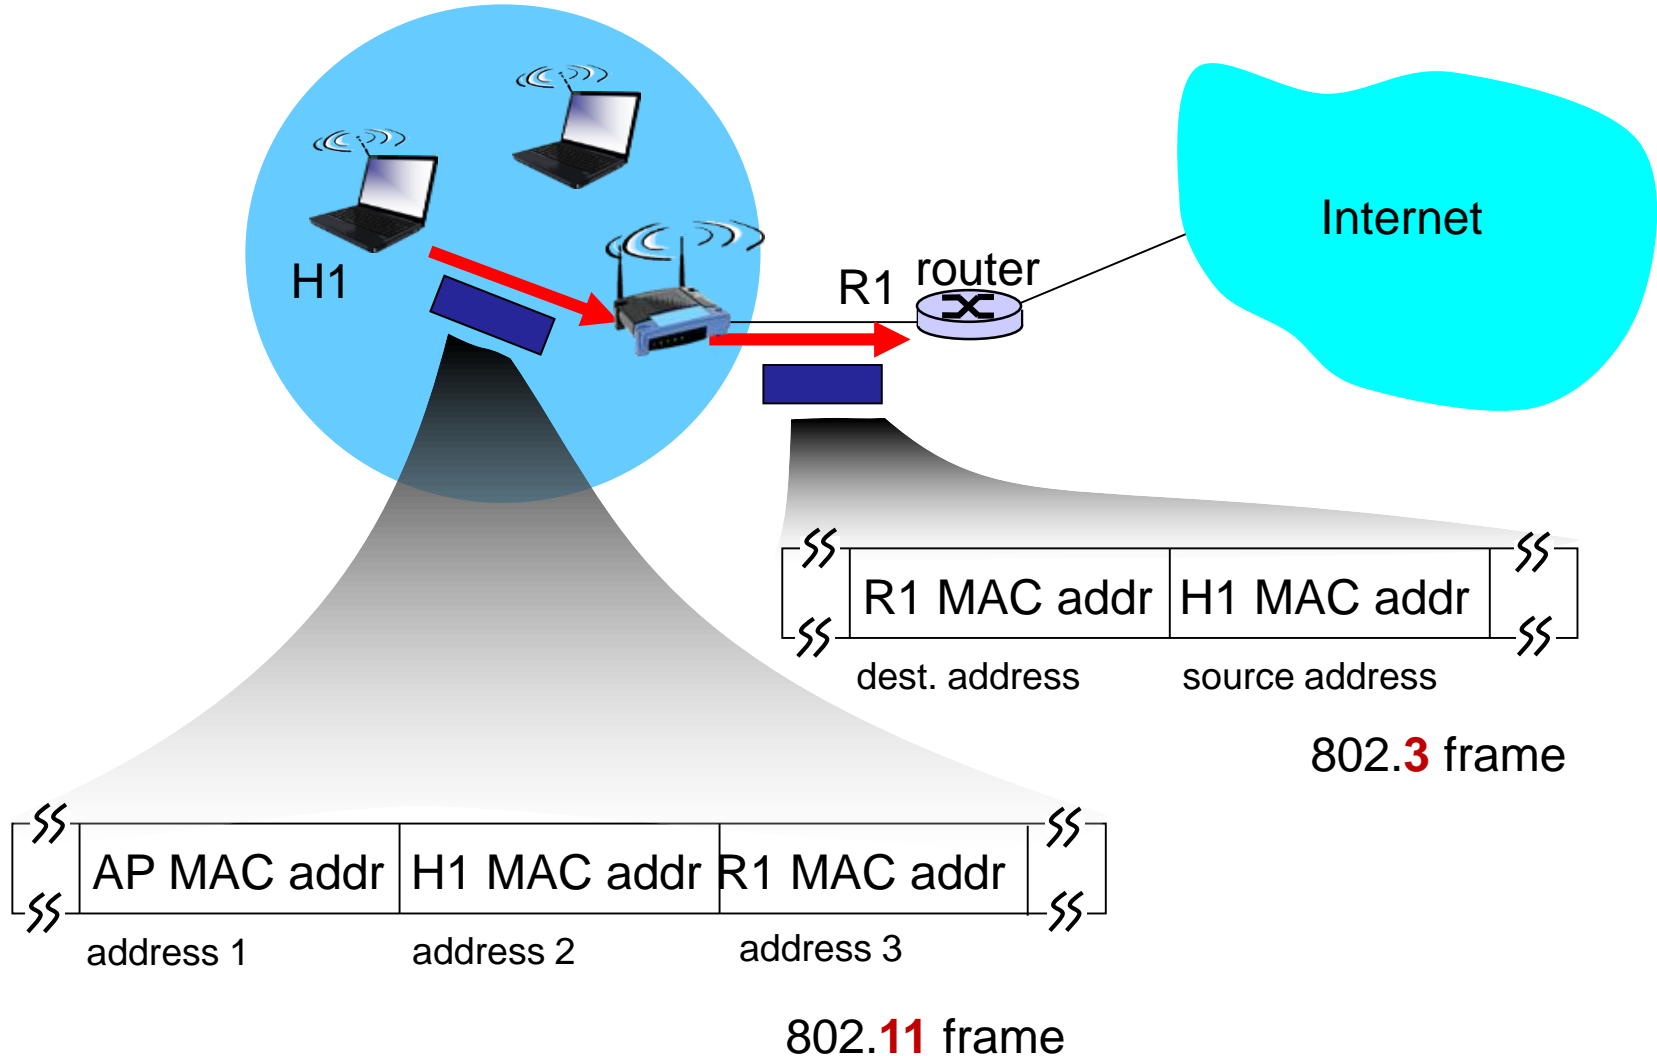 Internet
router
R1
H1
R1 MAC addr H1 MAC addr
dest. address source address
802.3 frame
AP MAC addr H1 MAC addr R1 MAC addr
address 1 address 2 address 3
802.11 frame